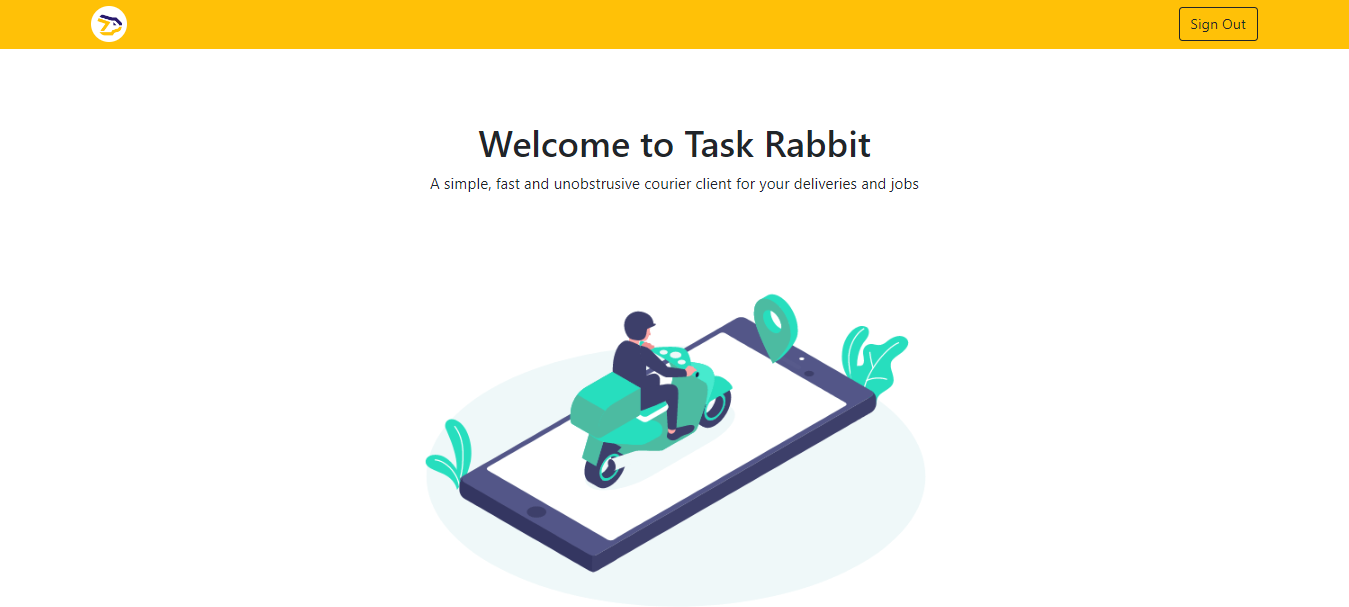 Sign Out
Welcome to Task Rabbit
A simple, fast and unobstrusive courier client for your deliveries and jobs